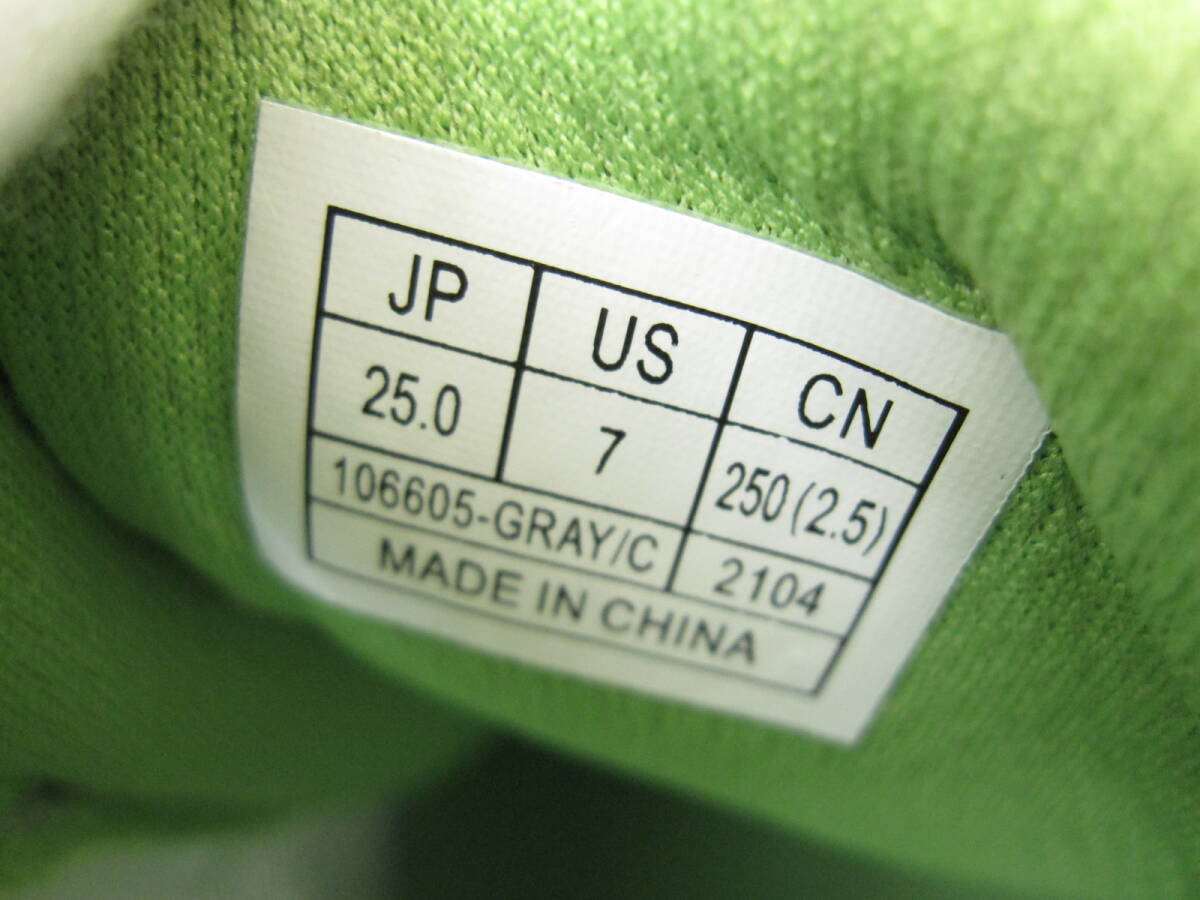 JP US CN
25.0 7 250(2.5)
106605-GRAY/C 2104
MADE IN CHINA